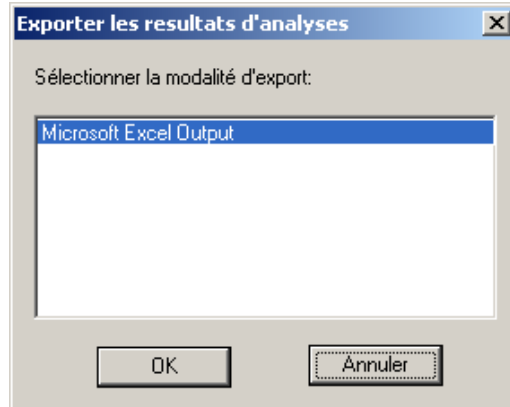 Exporter les resultats d'analyses
Sélectionner la modalité d'export:
Microsoft Excel Output
OK
Annuler